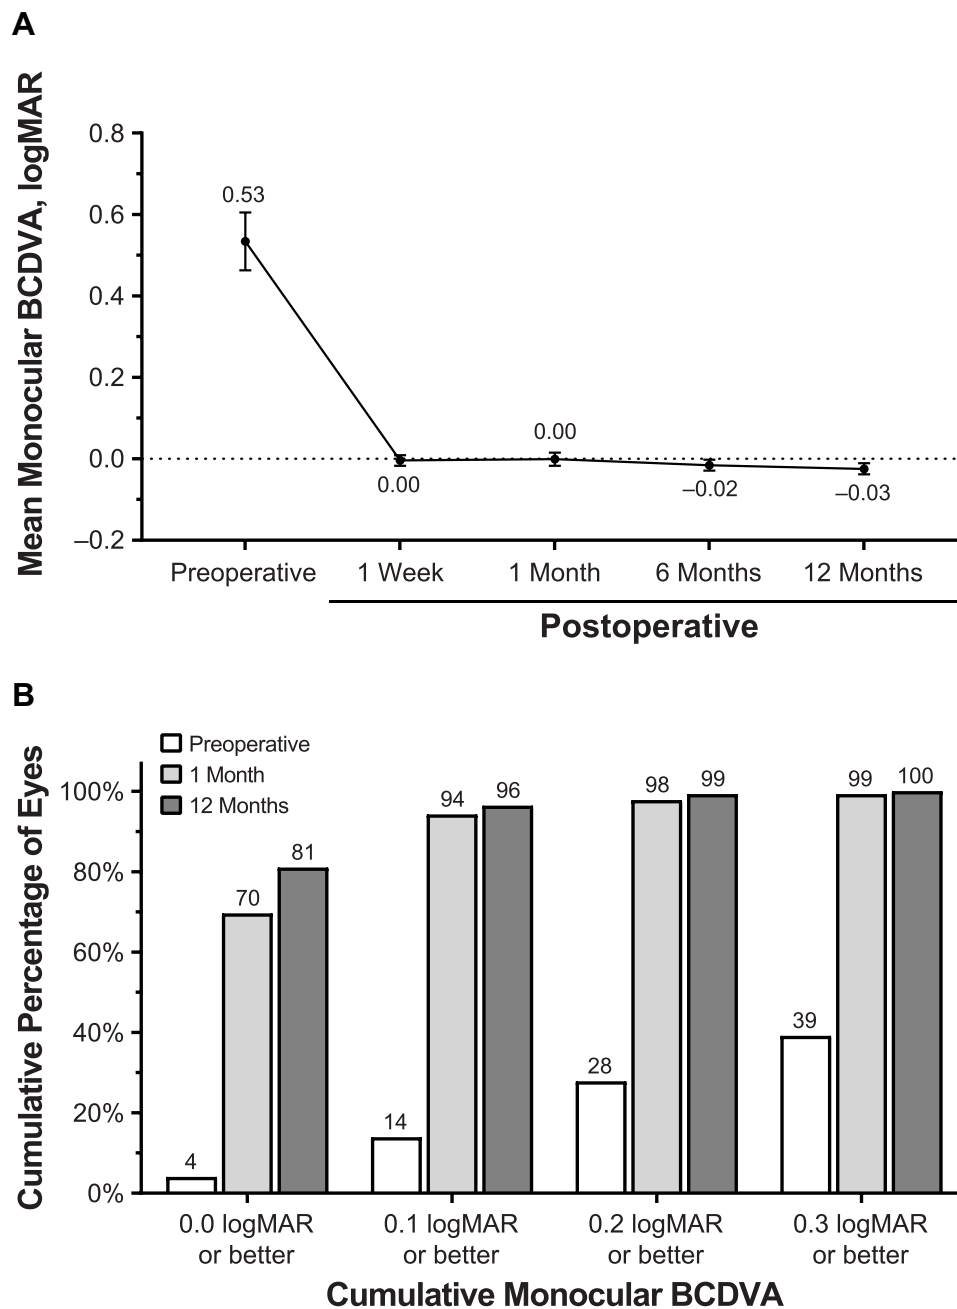 A
Mean Monocular BCDVA, logMAR
0.8
0.6
0.4
0.2
0.0
–0.2
0.53
0.00
0.00
–0.02
–0.03
Preoperative 1 Week 1 Month 6 Months 12 Months
Postoperative
B
Cumulative Percentage of Eyes
Preoperative
1 Month
12 Months
100%
80%
60%
40%
20%
0%
4 70 81
14 94 96
28 98 99
39 99 100
0.0 logMAR 0.1 logMAR 0.2 logMAR 0.3 logMAR
or better or better or better or better
Cumulative Monocular BCDVA